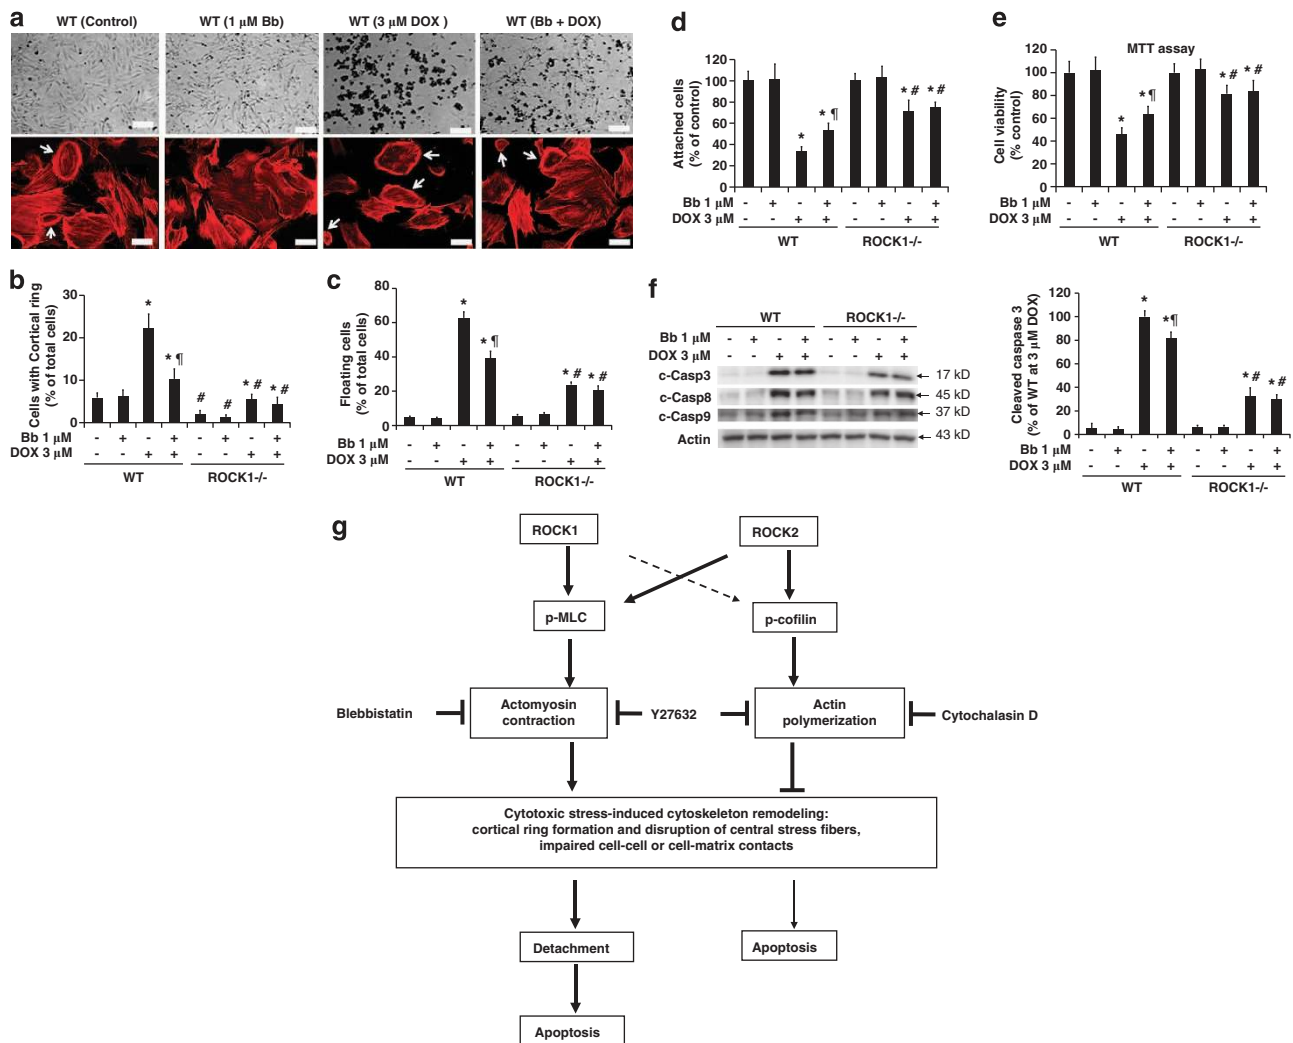 a
WT (Control)
WT (1 µM Bb)
WT (3 µM DOX )
WT (Bb + DOX)
b
Cells with Cortical ring
(% of total cells)
30
20
10
0
* * ¶ # # * # * #
Bb 1 µM - + - + - + - +
DOX 3 µM - - + + - - + +
WT ROCK1-/-
c
Floating cells
(% of total cells)
80
60
40
20
0
* * ¶ * # * #
Bb 1 µM - + - + - + - +
DOX 3 µM - - + + - - + +
WT ROCK1-/-
d
Attached cells
(% of control)
120
100
80
60
40
20
0
* * ¶ * # * #
Bb 1 µM - + - + - + - +
DOX 3 µM - - + + - - + +
WT ROCK1-/-
e
MTT assay
Cell viability
(% of control)
120
100
80
60
40
20
0
* * ¶ * # * #
Bb 1 µM - + - + - + - +
DOX 3 µM - - + + - - + +
WT ROCK1-/-
f
WT ROCK1-/-
Bb 1 µM - + - + - + - +
DOX 3 µM - - + + - - + +
c-Casp3 17 kD
c-Casp8 45 kD
c-Casp9 37 kD
Actin 43 kD
Cleaved caspase 3
(% of WT at 3 µM DOX)
120
100
80
60
40
20
0
* *¶ * # * #
Bb 1 µM - + - + - + - +
DOX 3 µM - - + + - - + +
WT ROCK1-/-
g
ROCK1
ROCK2
p-MLC
p-cofilin
Blebbistatin
Actomyosin
contraction
Y27632
Actin
polymerization
Cytochalasin D
Cytotoxic stress-induced cytoskeleton remodeling:
cortical ring formation and disruption of central stress fibers,
impaired cell-cell or cell-matrix contacts
Detachment
Apoptosis
Apoptosis